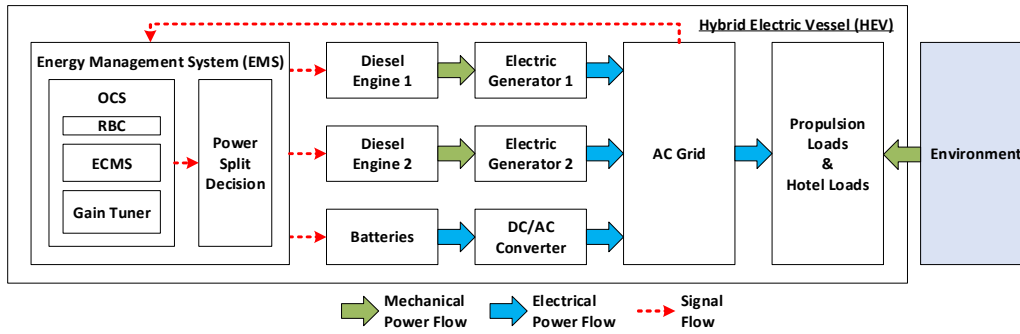 Hybrid Electric Vessel (HEV)
Energy Management System (EMS)
OCS
RBC
ECMS
Gain Tuner
Power
Split
Decision
Diesel
Engine 1
Electric
Generator 1
Diesel
Engine 2
Electric
Generator 2
Batteries
DC/AC
Converter
AC Grid
Propulsion
Loads
&
Hotel Loads
Environment
Mechanical
Power Flow
Electrical
Power Flow
Signal
Flow